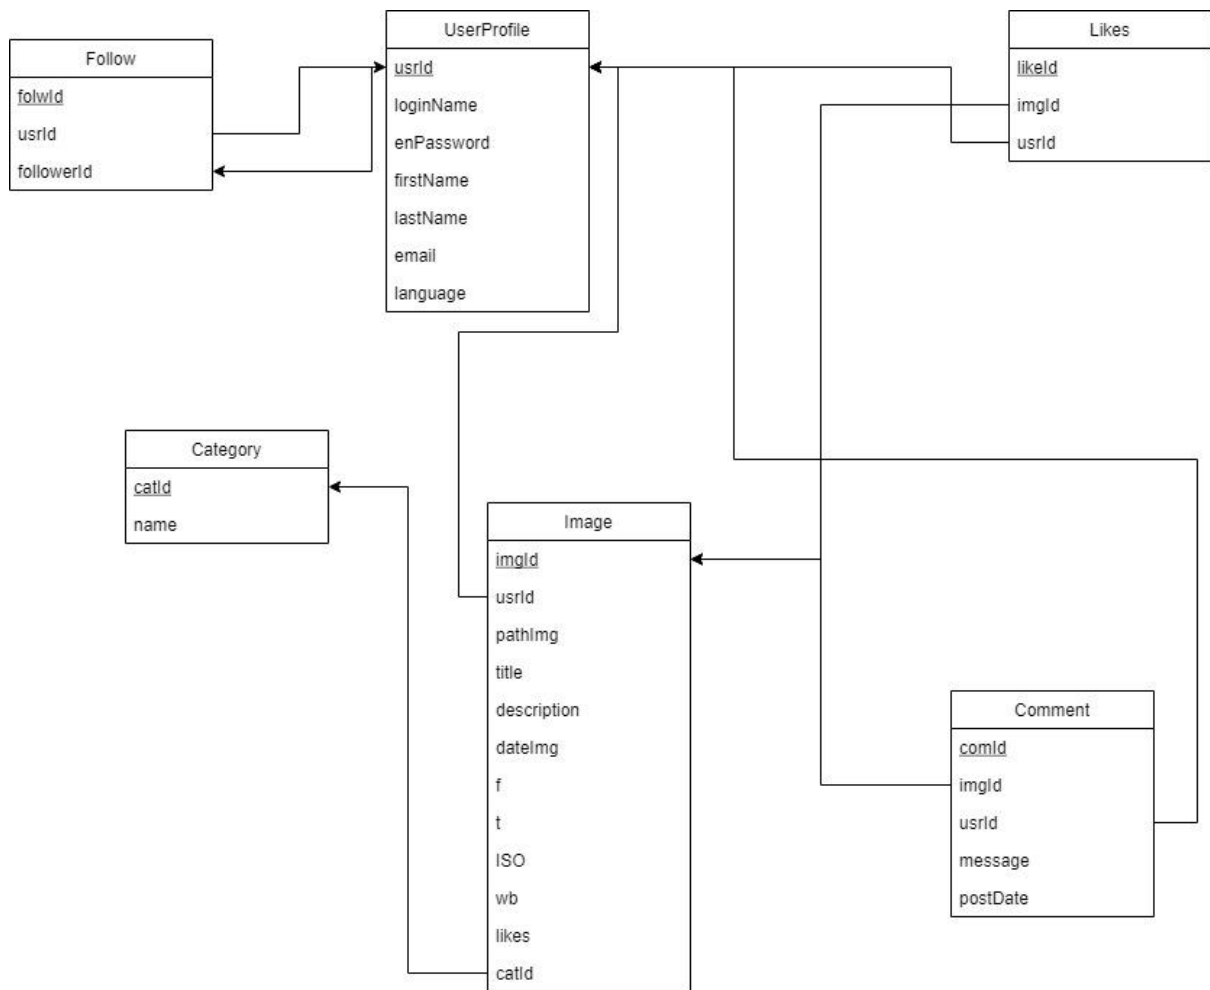 Follow
folwId
usrId
followerId
UserProfile
usrId
loginName
enPassword
firstName
lastName
email
language
Likes
likeId
imgId
usrId
Category
catId
name
Image
imgId
usrId
pathImg
title
description
dateImg
f
t
ISO
wb
likes
catId
Comment
comId
imgId
usrId
message
postDate